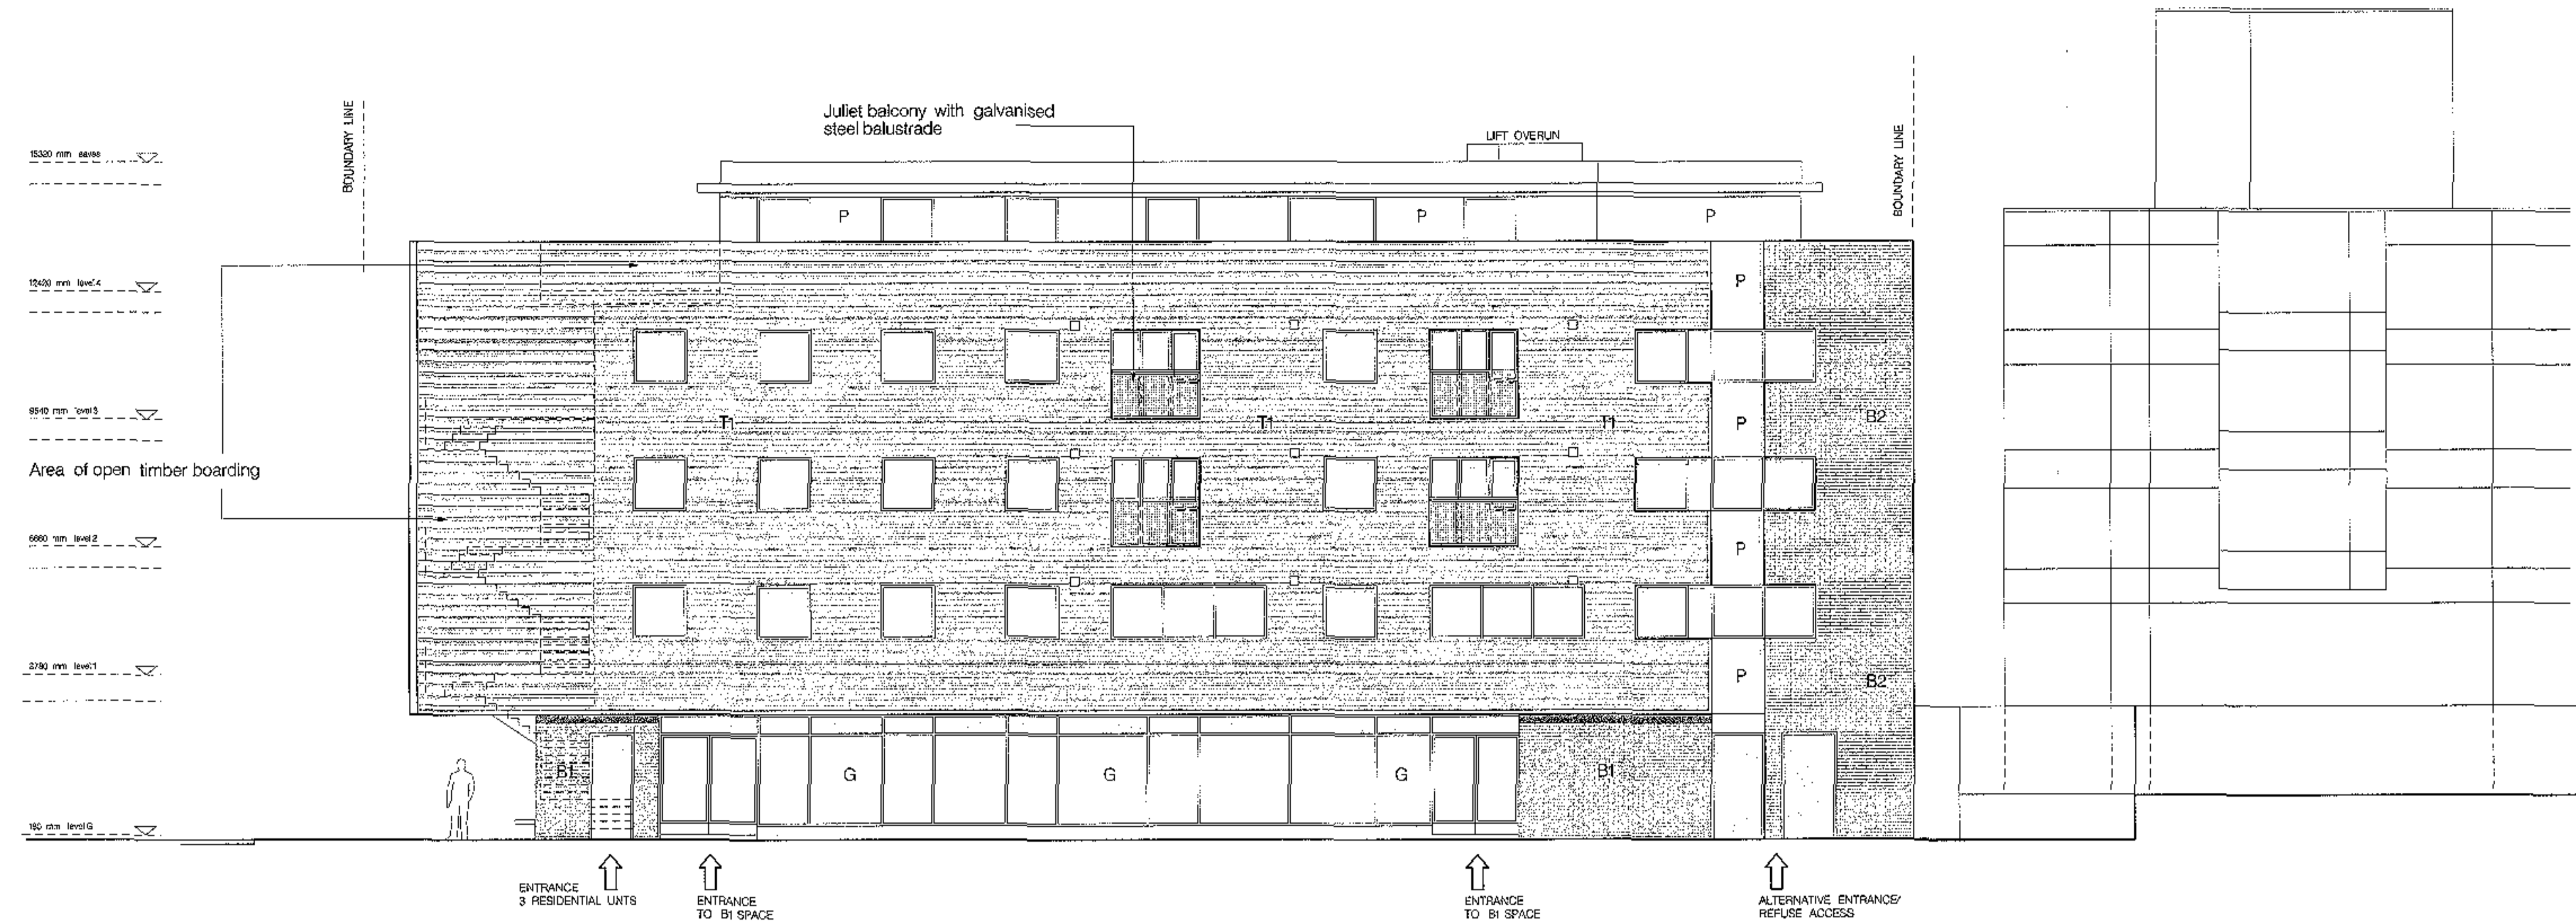 Juliet balcony with galvanised
steel balustrade
BOUNDARY LINE
LIFT OVERUN
BOUNDARY LINE
15320 mm eaves
P
P
P
12420 mm level 4
P
9540 mm level 3
T1
T1
T1
P
B2
Area of open timber boarding
6660 mm level 2
P
3780 mm level 1
P
B2
B1
G
G
G
B1
180 mm level G
ENTRANCE
3 RESIDENTIAL UNTS
ENTRANCE
TO B1 SPACE
ENTRANCE
TO B1 SPACE
ALTERNATIVE ENTRANCE/
REFUSE ACCESS